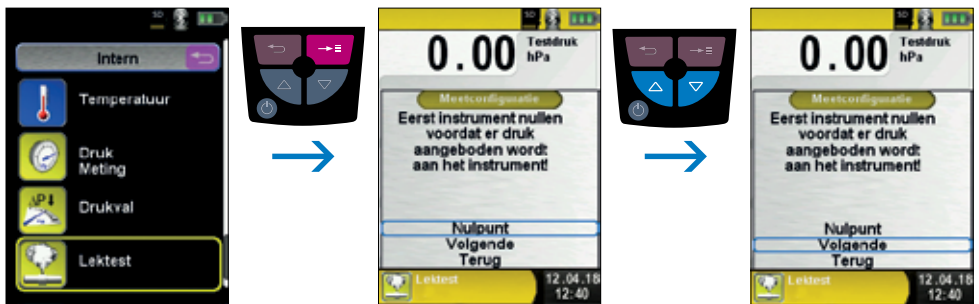 SD
Intern
Temperatuur
Druk
Meting
ΔP↓
Drukval
Lektest
SD
0.00 Testdruk
hPa
Meetconfiguratie
Eerst instrument nullen
voordat er druk
aangeboden wordt
aan het instrument!
Nulpunt
Volgende
Terug
Lektest
12.04.18
12:40
SD
0.00 Testdruk
hPa
Meetconfiguratie
Eerst instrument nullen
voordat er druk
aangeboden wordt
aan het instrument!
Nulpunt
Volgende
Terug
Lektest
12.04.18
12:40